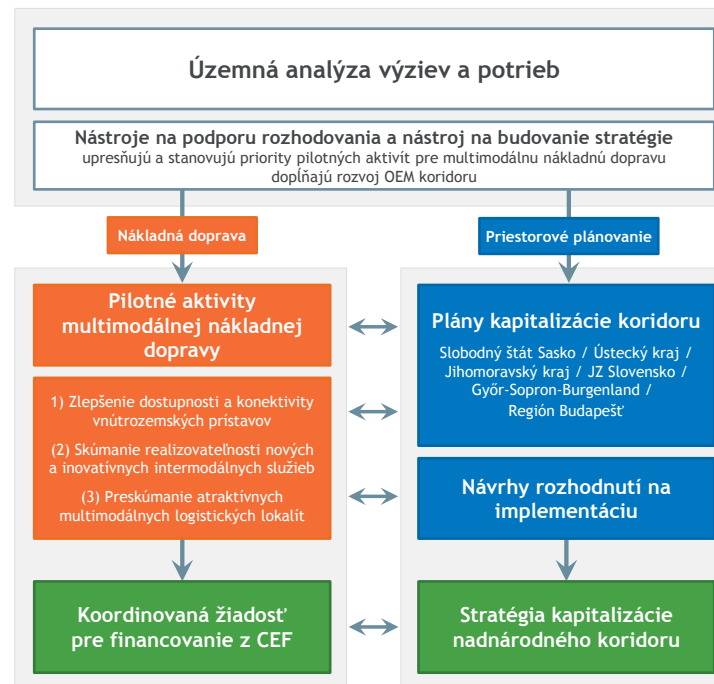 Územná analýza výziev a potrieb
Nástroje na podporu rozhodovania a nástroj na budovanie stratégie
upresňujú a stanovujú priority pilotných aktivít pre multimodálnu nákladnú dopravu
dopĺňajú rozvoj OEM koridoru
Nákladná doprava
Priestorové plánovanie
Pilotné aktivity
multimodálnej nákladnej
dopravy
1) Zlepšenie dostupnosti a konektivity
vnútrozemských prístavov
(2) Skúmanie realizovateľnosti nových
a inovatívnych intermodálnych služieb
(3) Preskúmanie atraktívnych
multimodálnych logistických lokalít
Plány kapitalizácie koridoru
Slobodný štát Sasko / Ústecký kraj /
Jihomoravský kraj / JZ Slovensko /
Győr-Sopron-Burgenland /
Región Budapešť
Návrhy rozhodnutí na
implementáciu
Koordinovaná žiadosť
pre financovanie z CEF
Stratégia kapitalizácie
nadnárodného koridoru